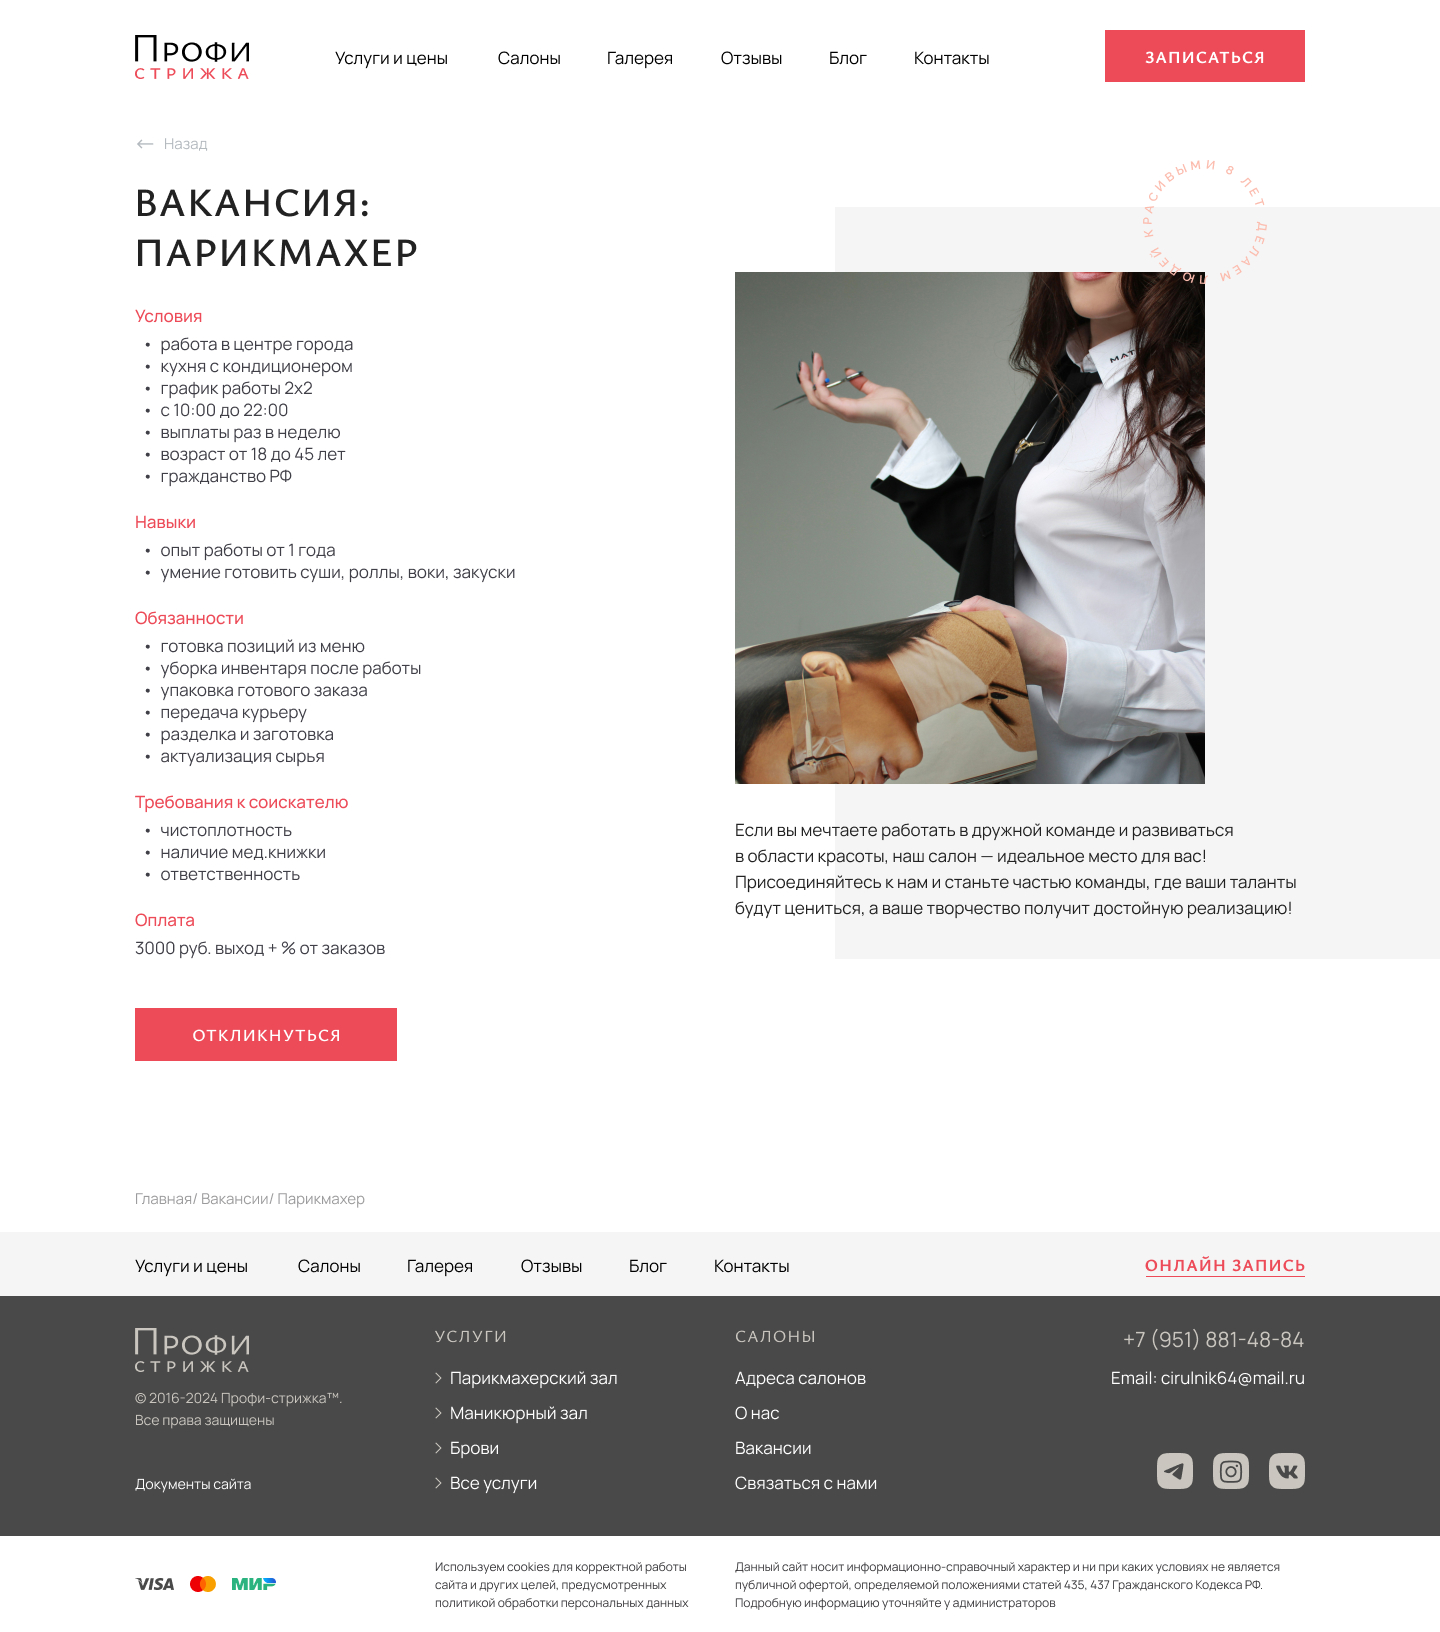 Профи
СТРИЖКА
Услуги и цены
Салоны
Галерея
Отзывы
Блог
Контакты
ЗАПИСАТЬСЯ
Назад
8 ЛЕТ ДЕЛАЕМ ЛЮДЕЙ КРАСИВЫМИ
ВАКАНСИЯ:
ПАРИКМАХЕР
Условия
• работа в центре города
• кухня с кондиционером
• график работы 2х2
• с 10:00 до 22:00
• выплаты раз в неделю
• возраст от 18 до 45 лет
• гражданство РФ
Навыки
• опыт работы от 1 года
• умение готовить суши, роллы, воки, закуски
Обязанности
• готовка позиций из меню
• уборка инвентаря после работы
• упаковка готового заказа
• передача курьеру
• разделка и заготовка
• актуализация сырья
Требования к соискателю
• чистоплотность
• наличие мед.книжки
• ответственность
Оплата
3000 руб. выход + % от заказов
ОТКЛИКНУТЬСЯ
Если вы мечтаете работать в дружной команде и развиваться
в области красоты, наш салон — идеальное место для вас!
Присоединяйтесь к нам и станьте частью команды, где ваши таланты
будут цениться, а ваше творчество получит достойную реализацию!
Главная/ Вакансии/ Парикмахер
Услуги и цены
Салоны
Галерея
Отзывы
Блог
Контакты
ОНЛАЙН ЗАПИСЬ
Профи
СТРИЖКА
© 2016-2024 Профи-стрижка™.
Все права защищены
Документы сайта
УСЛУГИ
Парикмахерский зал
Маникюрный зал
Брови
Все услуги
САЛОНЫ
Адреса салонов
О нас
Вакансии
Связаться с нами
+7 (951) 881-48-84
Email: cirulnik64@mail.ru
VISA
МИР
Используем cookies для корректной работы
сайта и других целей, предусмотренных
политикой обработки персональных данных
Данный сайт носит информационно-справочный характер и ни при каких условиях не является
публичной офертой, определяемой положениями статей 435, 437 Гражданского Кодекса РФ.
Подробную информацию уточняйте у администраторов